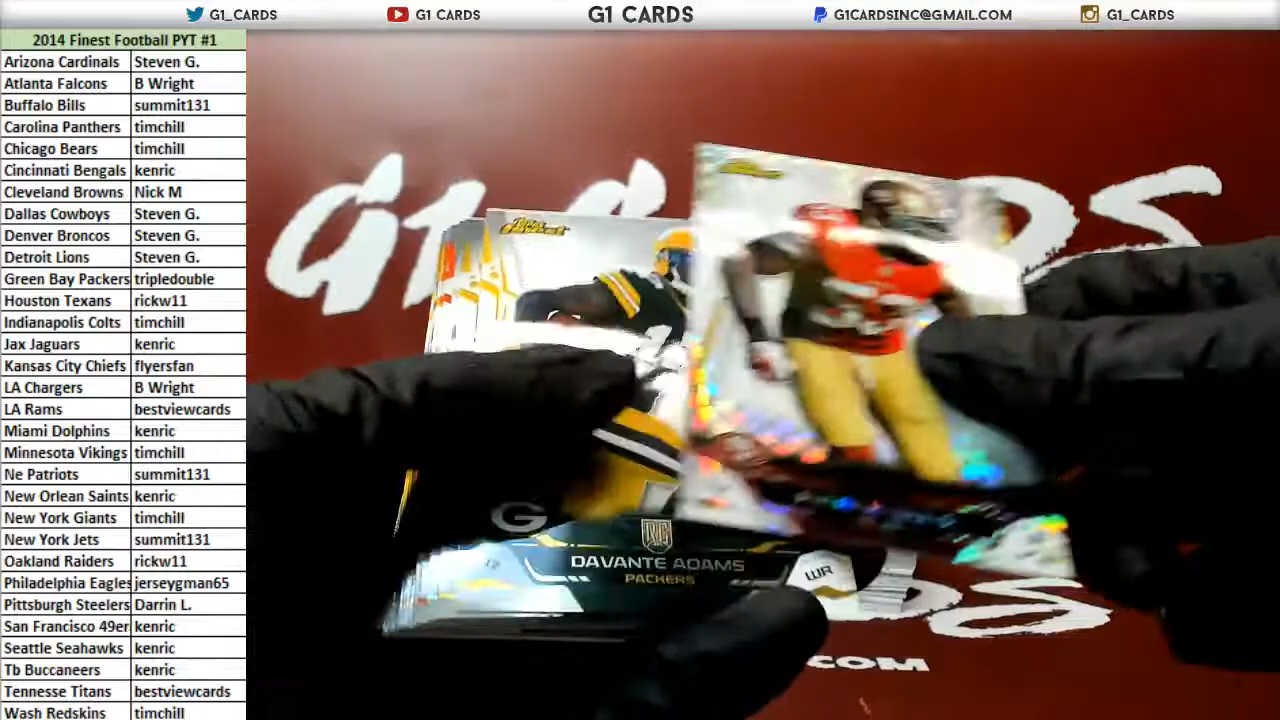 G1_CARDS
G1 CARDS
G1 CARDS
G1CARDSINC@GMAIL.COM
G1_CARDS
2014 Finest Football PYT #1
Arizona Cardinals Steven G.
Atlanta Falcons B Wright
Buffalo Bills summit131
Carolina Panthers timchill
Chicago Bears timchill
Cincinnati Bengals kenric
Cleveland Browns Nick M
Dallas Cowboys Steven G.
Denver Broncos Steven G.
Detroit Lions Steven G.
Green Bay Packers tripledouble
Houston Texans rickw11
Indianapolis Colts timchill
Jax Jaguars kenric
Kansas City Chiefs flyersfan
LA Chargers B Wright
LA Rams bestviewcards
Miami Dolphins kenric
Minnesota Vikings timchill
Ne Patriots summit131
New Orlean Saints kenric
New York Giants timchill
New York Jets summit131
Oakland Raiders rickw11
Philadelphia Eagles jerseygman65
Pittsburgh Steelers Darrin L.
San Francisco 49er kenric
Seattle Seahawks kenric
Tb Buccaneers kenric
Tennesse Titans bestviewcards
Wash Redskins timchill
G1
DS
G
DAVANTE ADAMS
PACKERS
WR
DS
.COM